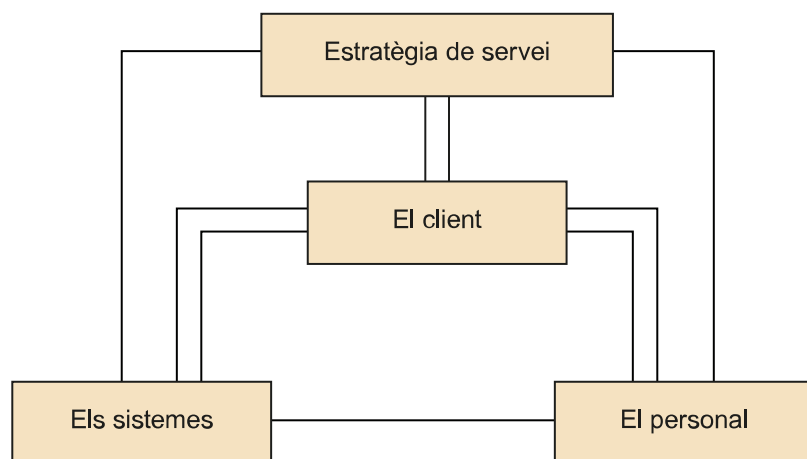 Estratègia de servei
El client
Els sistemes
El personal